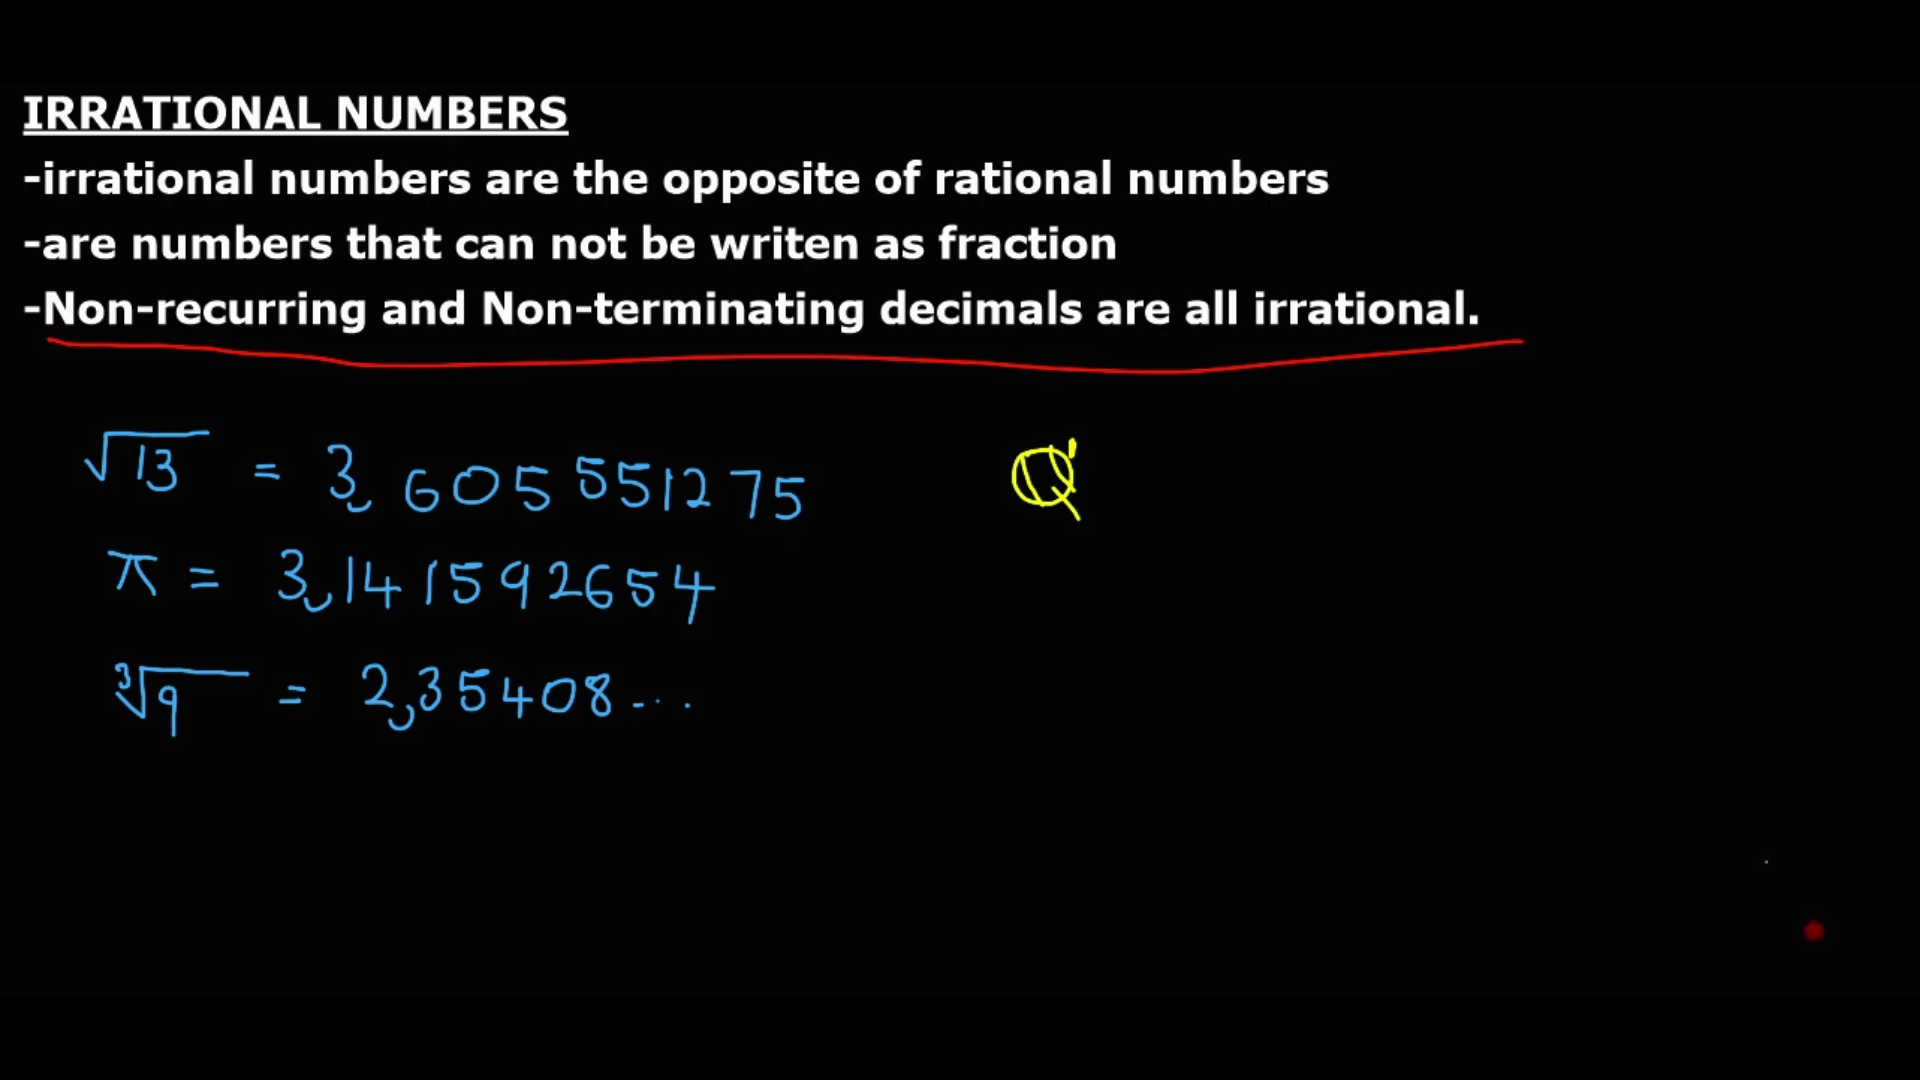 IRRATIONAL NUMBERS
-irrational numbers are the opposite of rational numbers
-are numbers that can not be writen as fraction
-Non-recurring and Non-terminating decimals are all irrational.
√13 = 3,605551275
Q'
π = 3,141592654
³√9 = 2,35408...